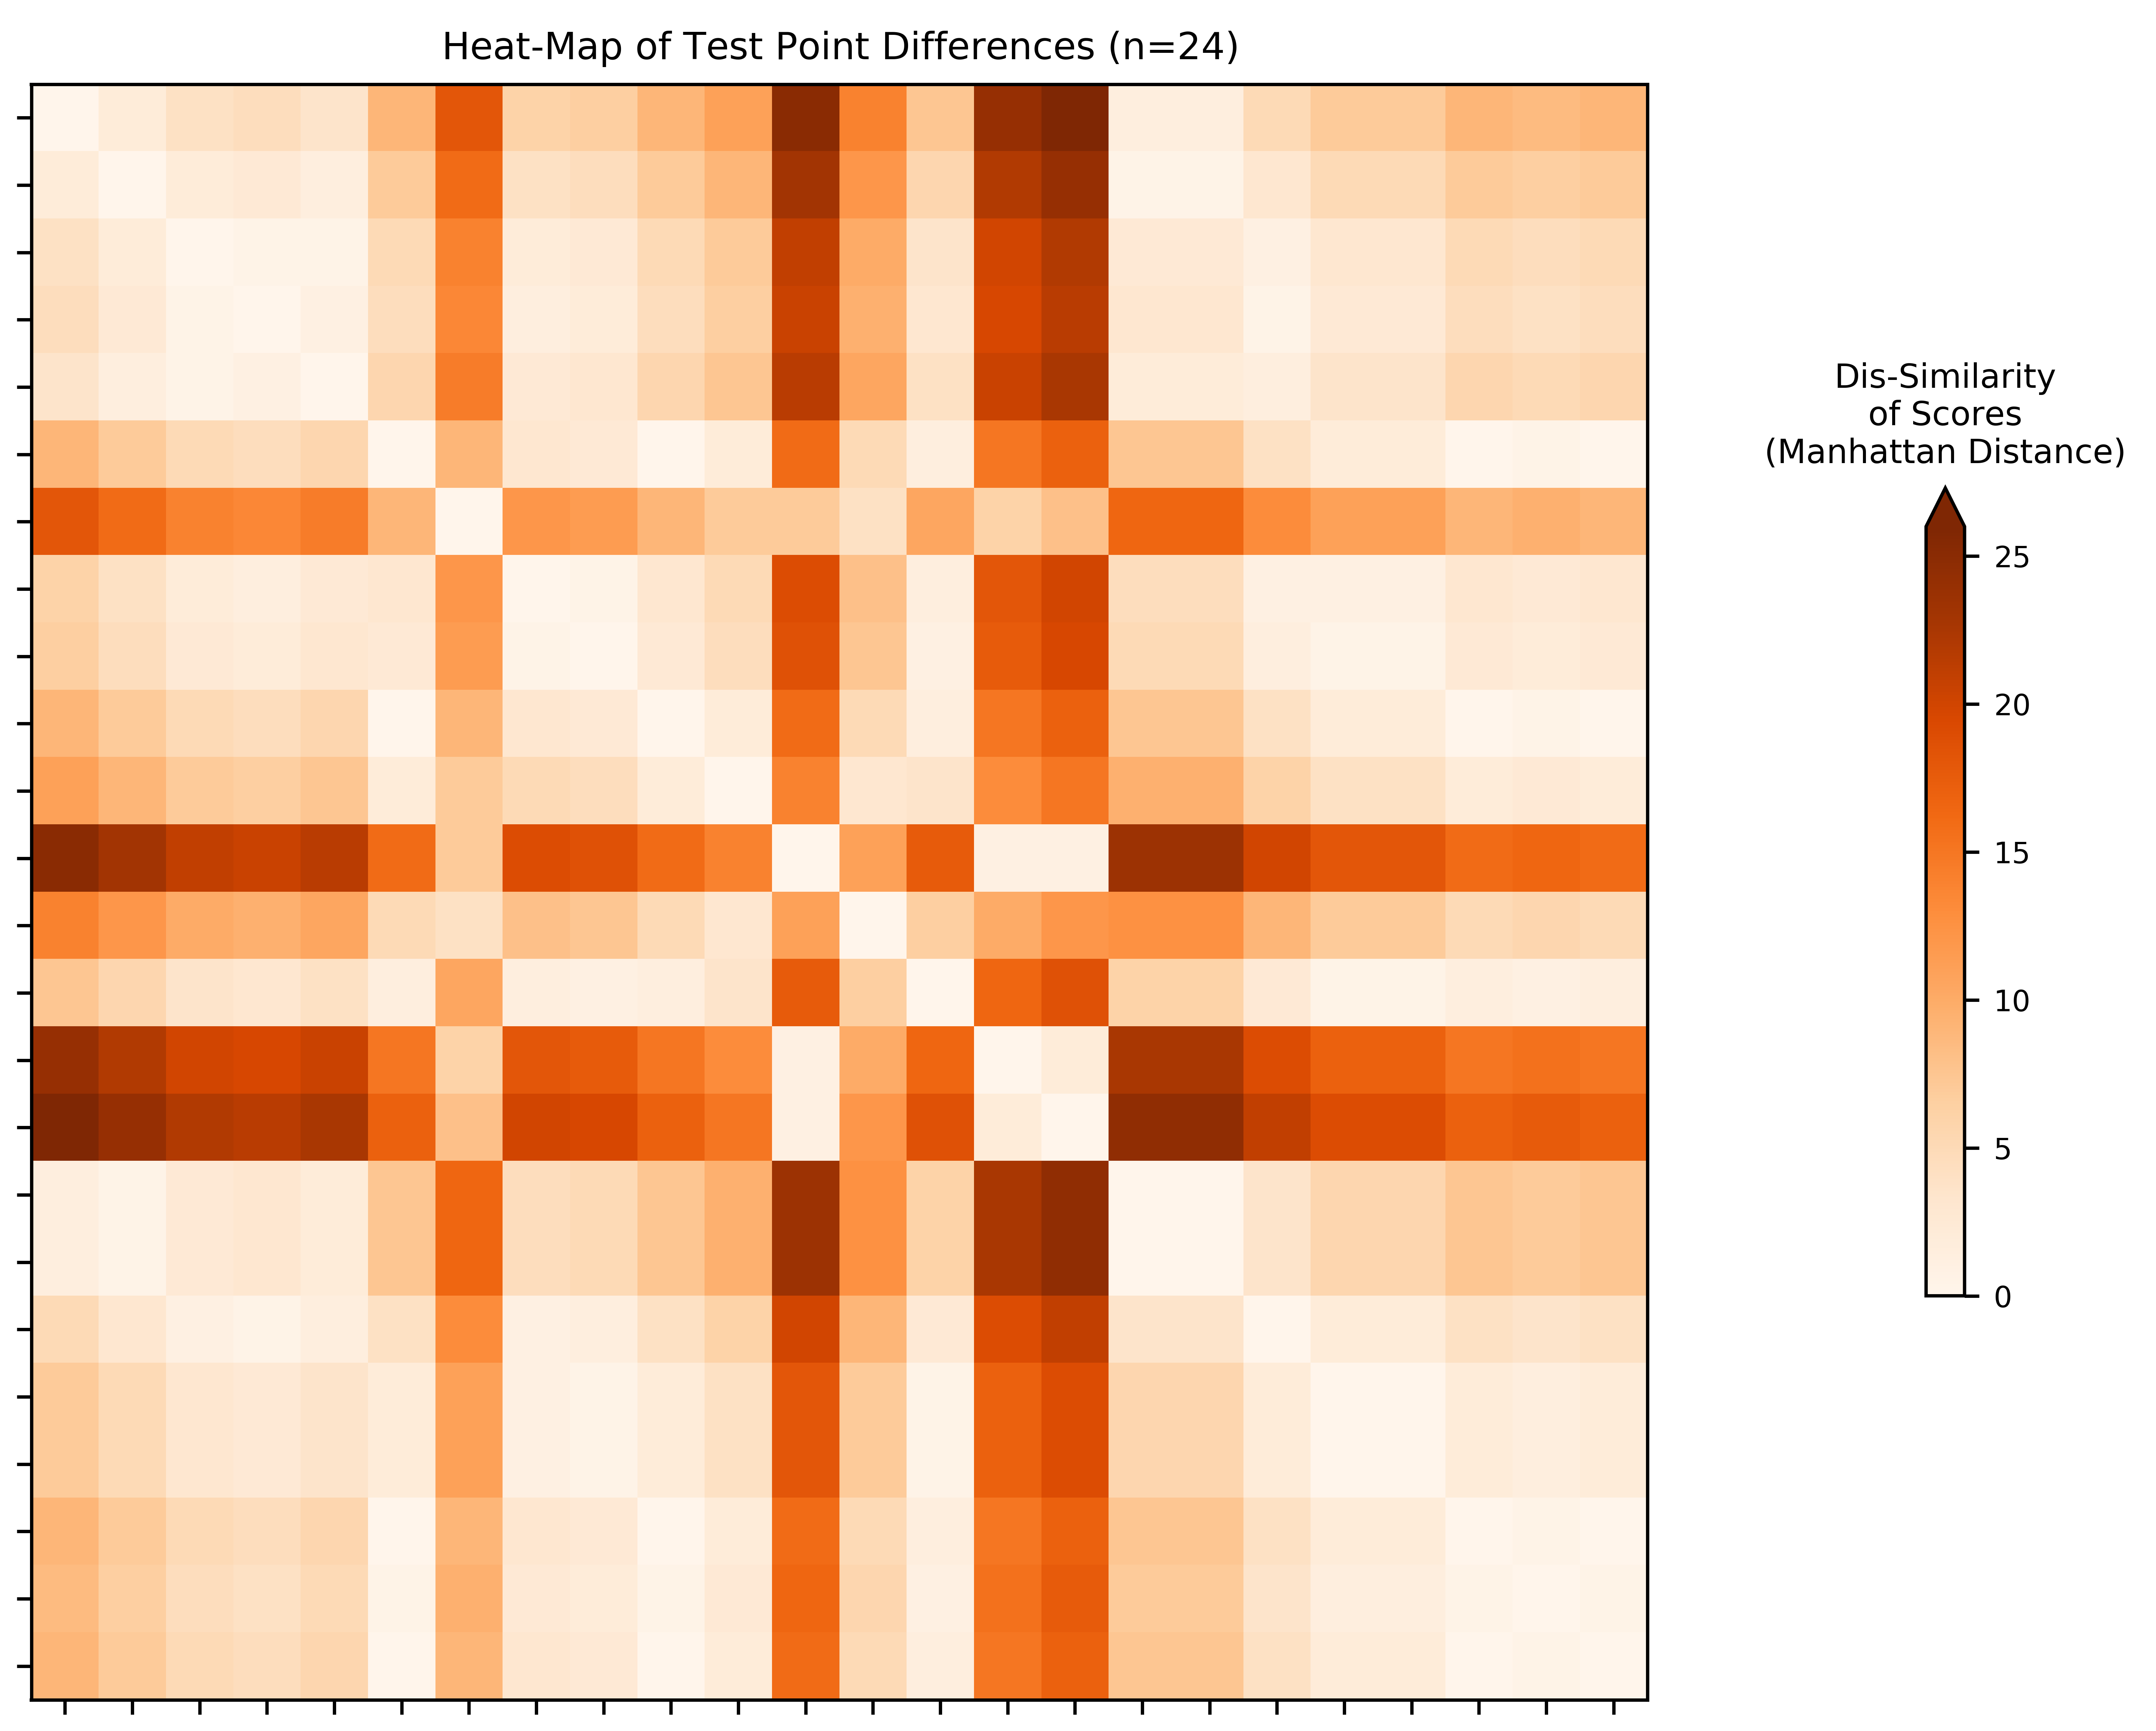 Heat-Map of Test Point Differences (n=24)
Dis-Similarity
of Scores
(Manhattan Distance)
25
20
15
10
5
0